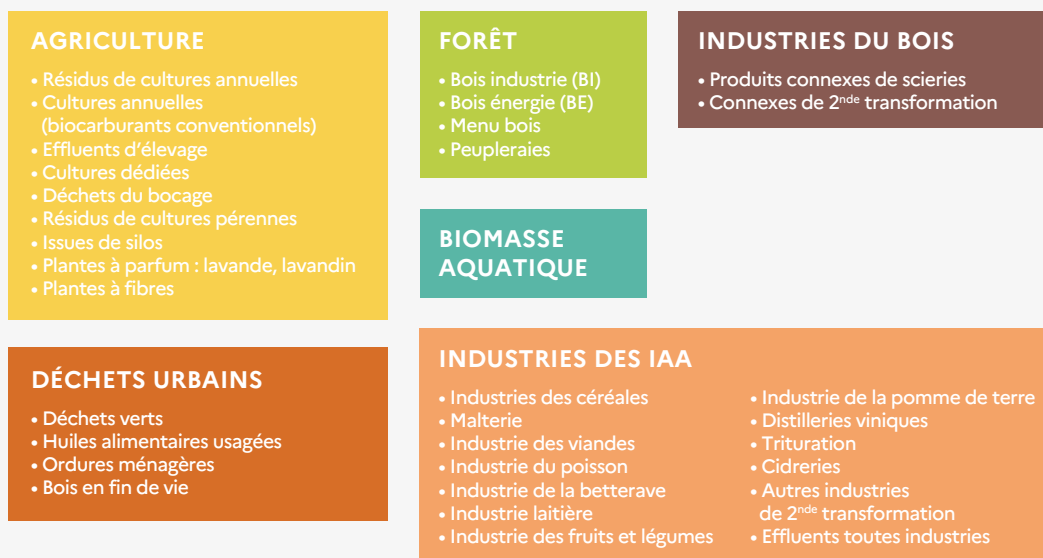 AGRICULTURE
• Résidus de cultures annuelles
• Cultures annuelles
(biocarburants conventionnels)
• Effluents d'élevage
• Cultures dédiées
• Déchets du bocage
• Résidus de cultures pérennes
• Issues de silos
• Plantes à parfum : lavande, lavandin
• Plantes à fibres
FORÊT
• Bois industrie (BI)
• Bois énergie (BE)
• Menu bois
• Peupleraies
INDUSTRIES DU BOIS
• Produits connexes de scieries
• Connexes de 2nde transformation
BIOMASSE
AQUATIQUE
DÉCHETS URBAINS
• Déchets verts
• Huiles alimentaires usagées
• Ordures ménagères
• Bois en fin de vie
INDUSTRIES DES IAA
• Industries des céréales
• Malterie
• Industrie des viandes
• Industrie du poisson
• Industrie de la betterave
• Industrie laitière
• Industrie des fruits et légumes
• Industrie de la pomme de terre
• Distilleries viniques
• Trituration
• Cidreries
• Autres industries
de 2nde transformation
• Effluents toutes industries